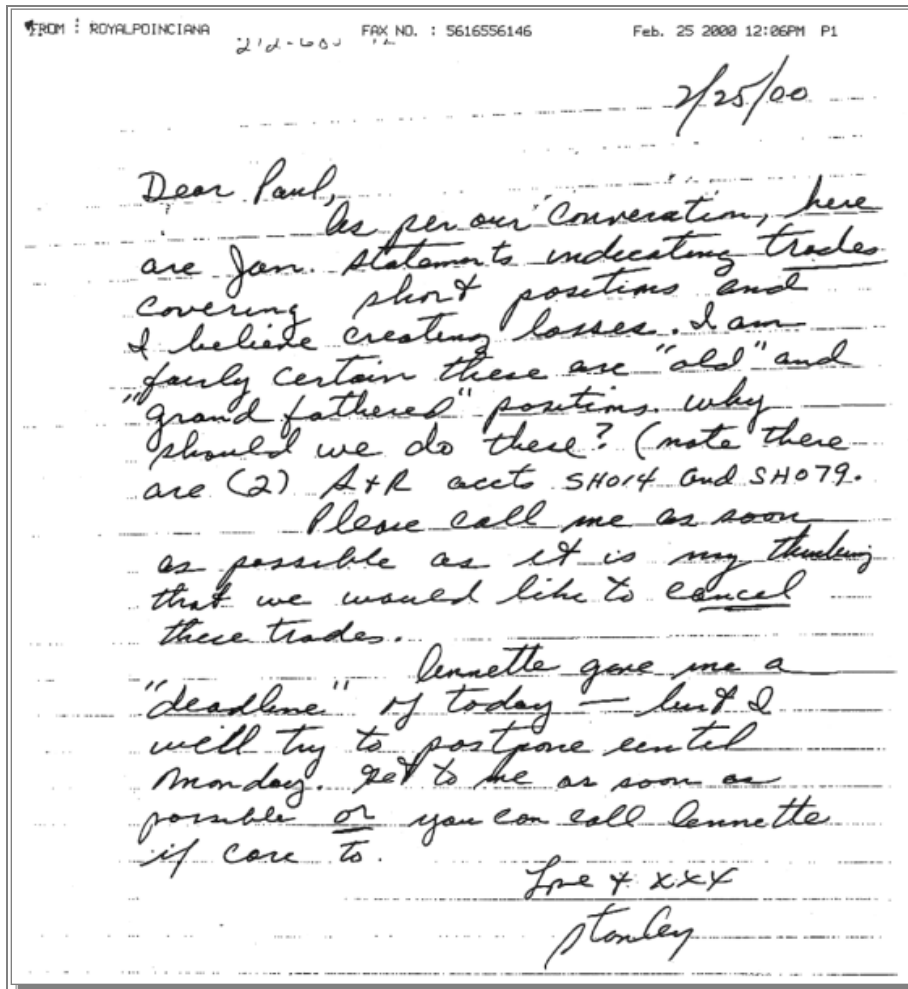 FROM : ROYALPOINCIANA FAX NO. : 5616556146 Feb. 25 2000 12:06PM P1
2/25/00
Dear Paul,
As per our conversation, here
are Jan. statements indicating trades
covering short positions and
I believe creating losses. I am
fairly certain these are "old" and
"grand fathered" positions. why
should we do these? (note there
are (2) A+R accts SH014 and SH079.
Please call me as soon
as possible as it is my thinking
that we would like to cancel
these trades.
Annette gave me a
"deadline" of today — but I
will try to postpone until
Monday. get to me as soon as
possible or you can call Annette
if care to.
Love + xxx
Stanley